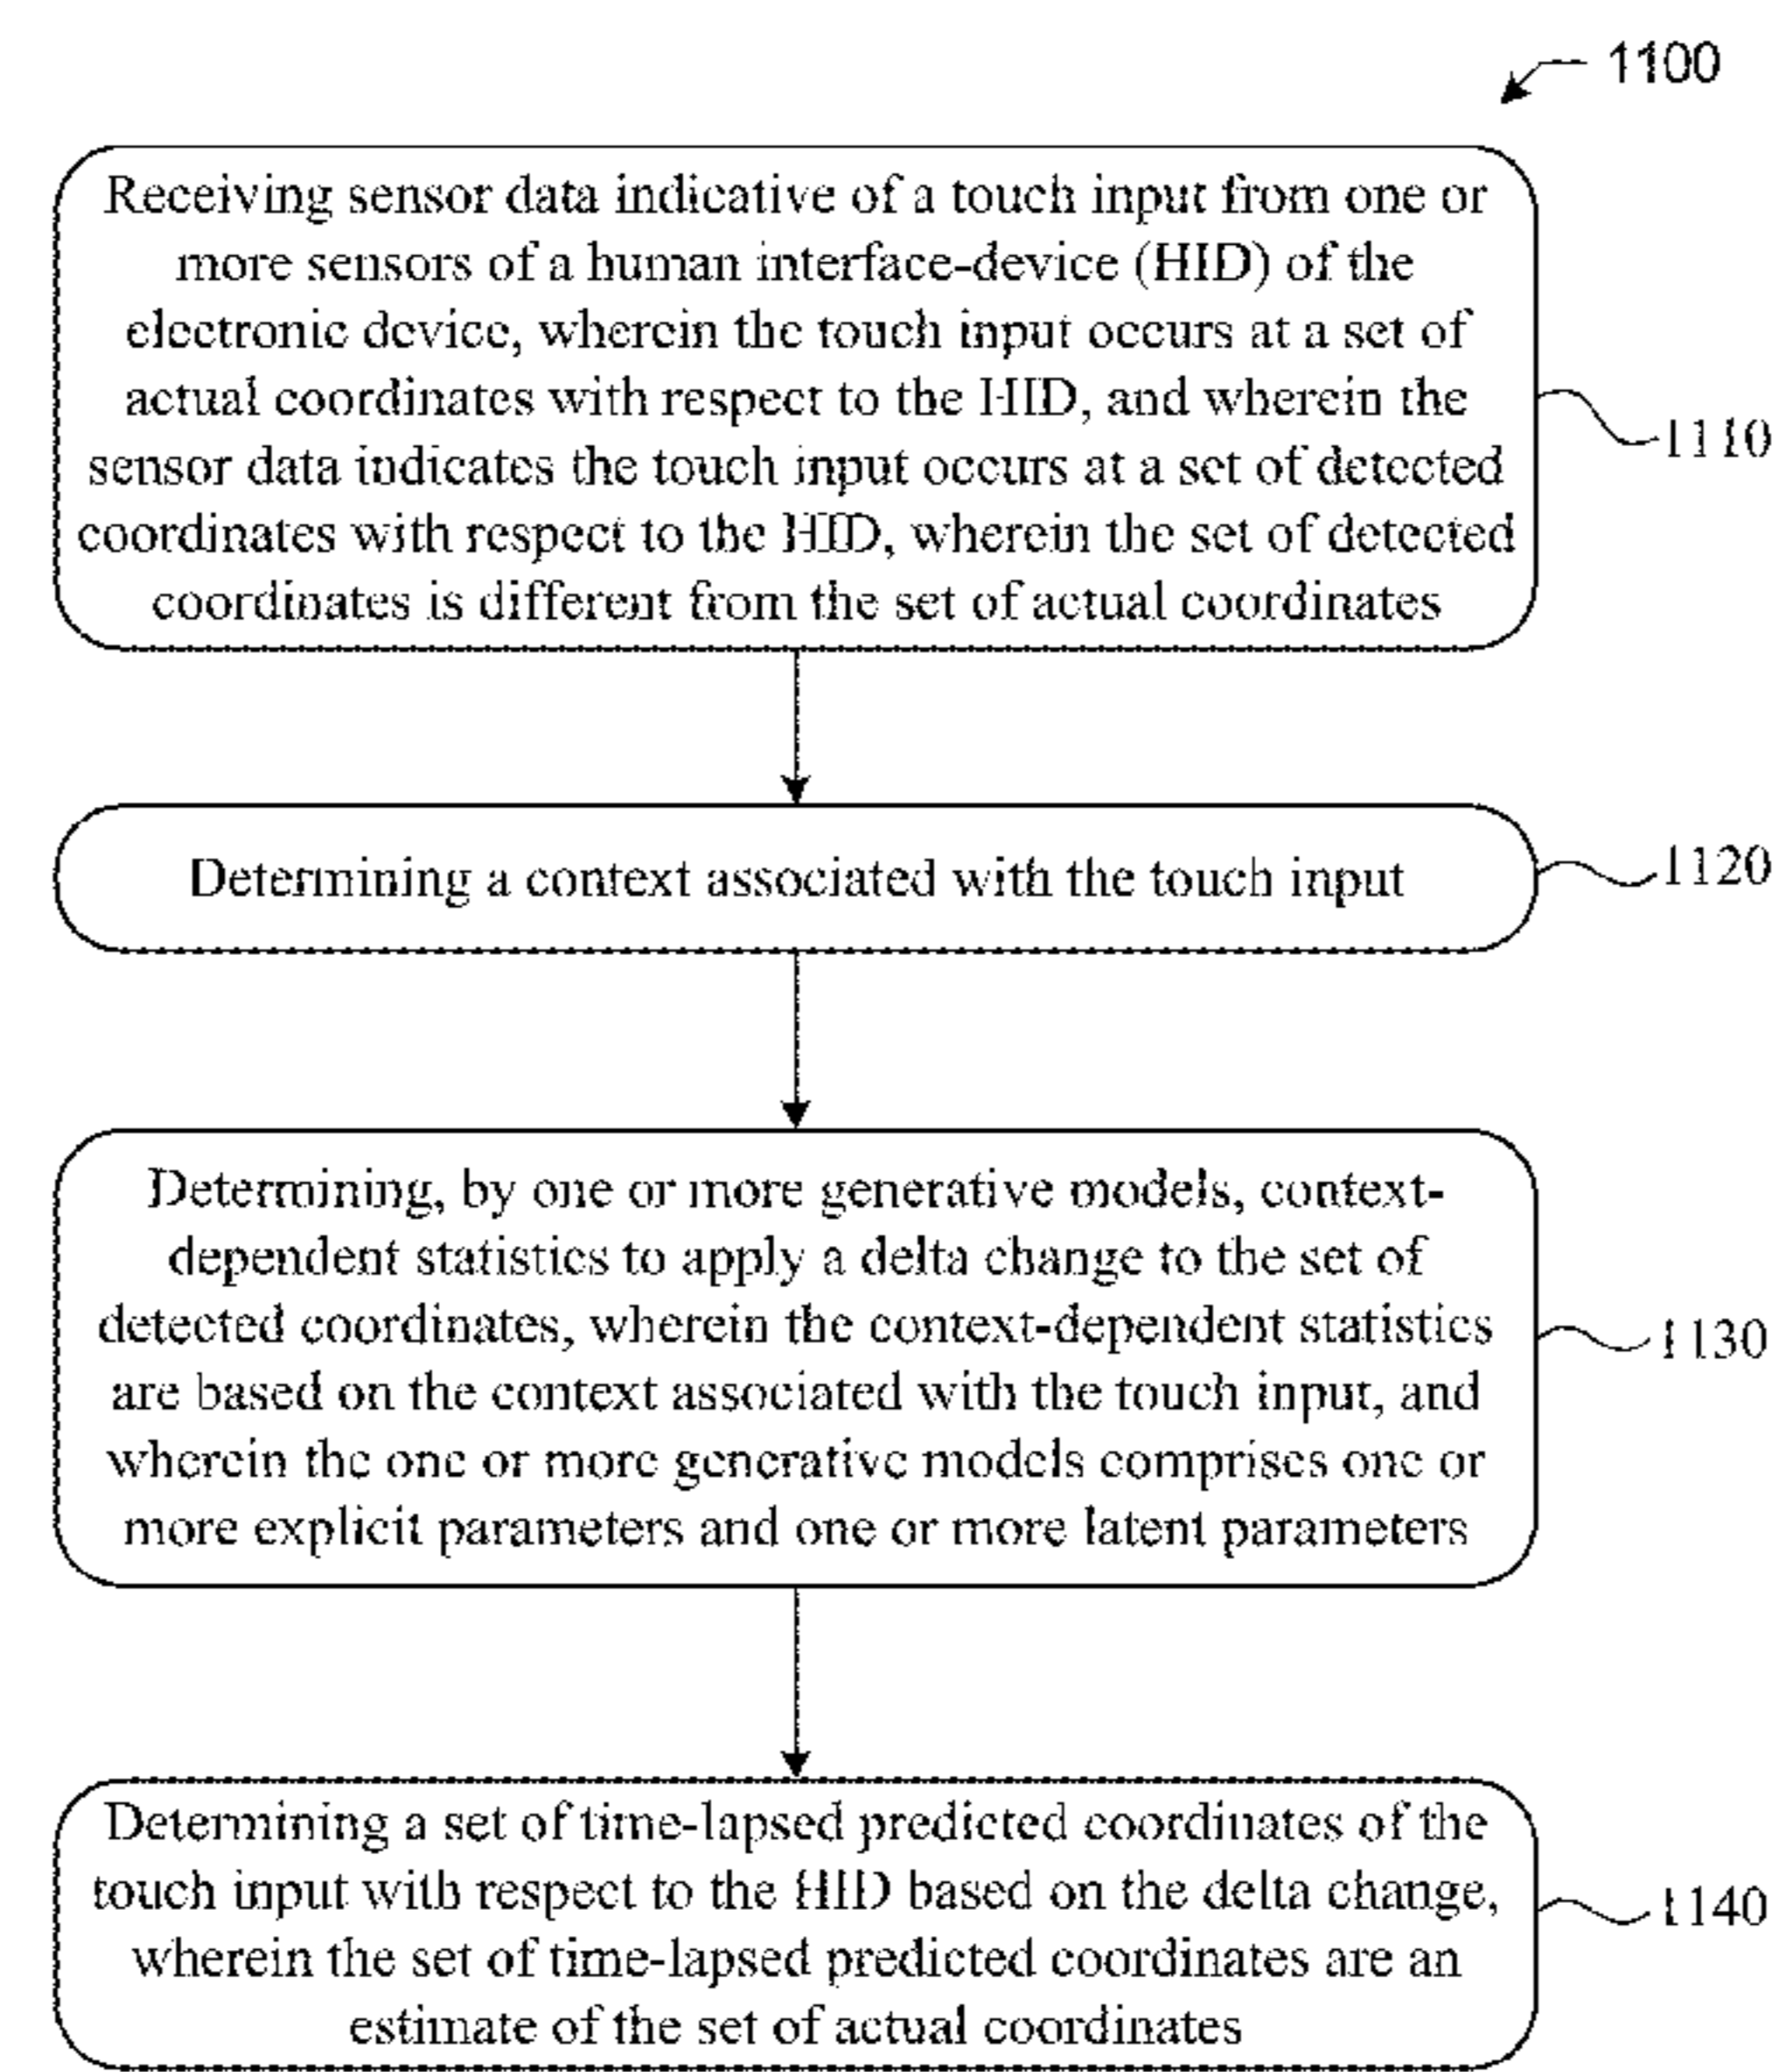 1100
Receiving sensor data indicative of a touch input from one or
more sensors of a human interface-device (HID) of the
electronic device, wherein the touch input occurs at a set of
actual coordinates with respect to the HID, and wherein the
sensor data indicates the touch input occurs at a set of detected
coordinates with respect to the HID, wherein the set of detected
coordinates is different from the set of actual coordinates
1110
Determining a context associated with the touch input
1120
Determining, by one or more generative models, context-
dependent statistics to apply a delta change to the set of
detected coordinates, wherein the context-dependent statistics
are based on the context associated with the touch input, and
wherein the one or more generative models comprises one or
more explicit parameters and one or more latent parameters
1130
Determining a set of time-lapsed predicted coordinates of the
touch input with respect to the HID based on the delta change,
wherein the set of time-lapsed predicted coordinates are an
estimate of the set of actual coordinates
1140